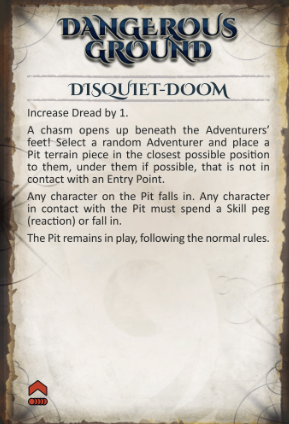 DANGEROUS
GROUND
DISQUIET-DOOM
Increase Dread by 1.
A chasm opens up beneath the Adventurers'
feet! Select a random Adventurer and place a
Pit terrain piece in the closest possible position
to them, under them if possible, that is not in
contact with an Entry Point.
Any character on the Pit falls in. Any character
in contact with the Pit must spend a Skill peg
(reaction) or fall in.
The Pit remains in play, following the normal rules.